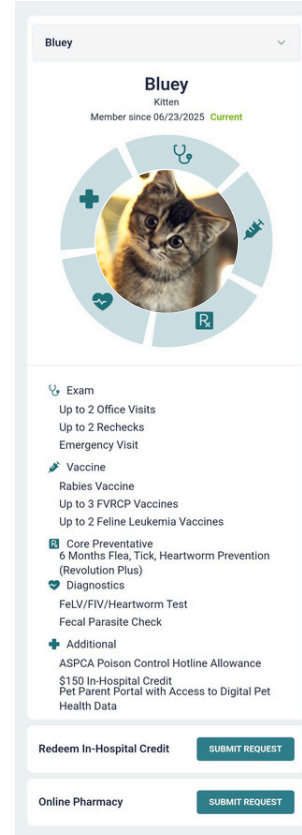 Bluey
Bluey
Kitten
Member since 06/23/2025 Current
Exam
Up to 2 Office Visits
Up to 2 Rechecks
Emergency Visit
Vaccine
Rabies Vaccine
Up to 3 FVRCP Vaccines
Up to 2 Feline Leukemia Vaccines
Core Preventative
6 Months Flea, Tick, Heartworm Prevention
(Revolution Plus)
Diagnostics
FeLV/FIV/Heartworm Test
Fecal Parasite Check
Additional
ASPCA Poison Control Hotline Allowance
$150 In-Hospital Credit
Pet Parent Portal with Access to Digital Pet
Health Data
Redeem In-Hospital Credit SUBMIT REQUEST
Online Pharmacy SUBMIT REQUEST